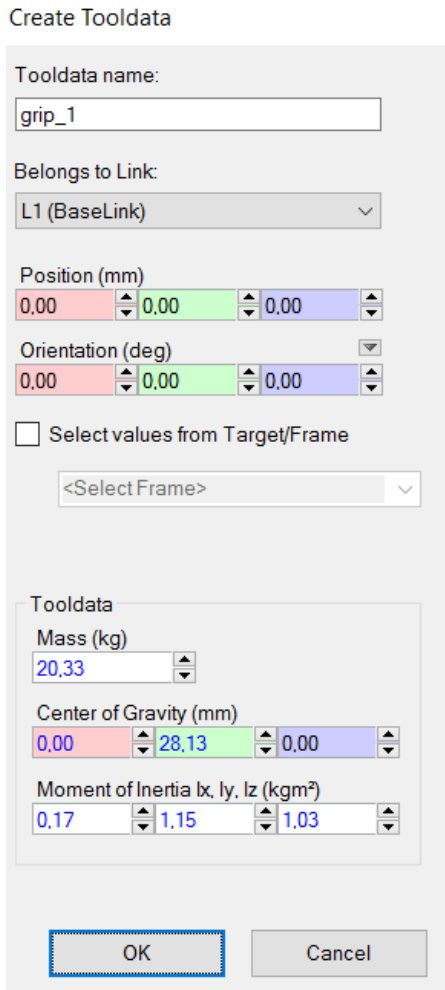 Create Tooldata
Tooldata name:
grip_1
Belongs to Link:
L1 (BaseLink)
Position (mm)
0,00 0,00 0,00
Orientation (deg)
0,00 0,00 0,00
Select values from Target/Frame
<Select Frame>
Tooldata
Mass (kg)
20,33
Center of Gravity (mm)
0,00 28,13 0,00
Moment of Inertia Ix, Iy, Iz (kgm²)
0,17 1,15 1,03
OK Cancel